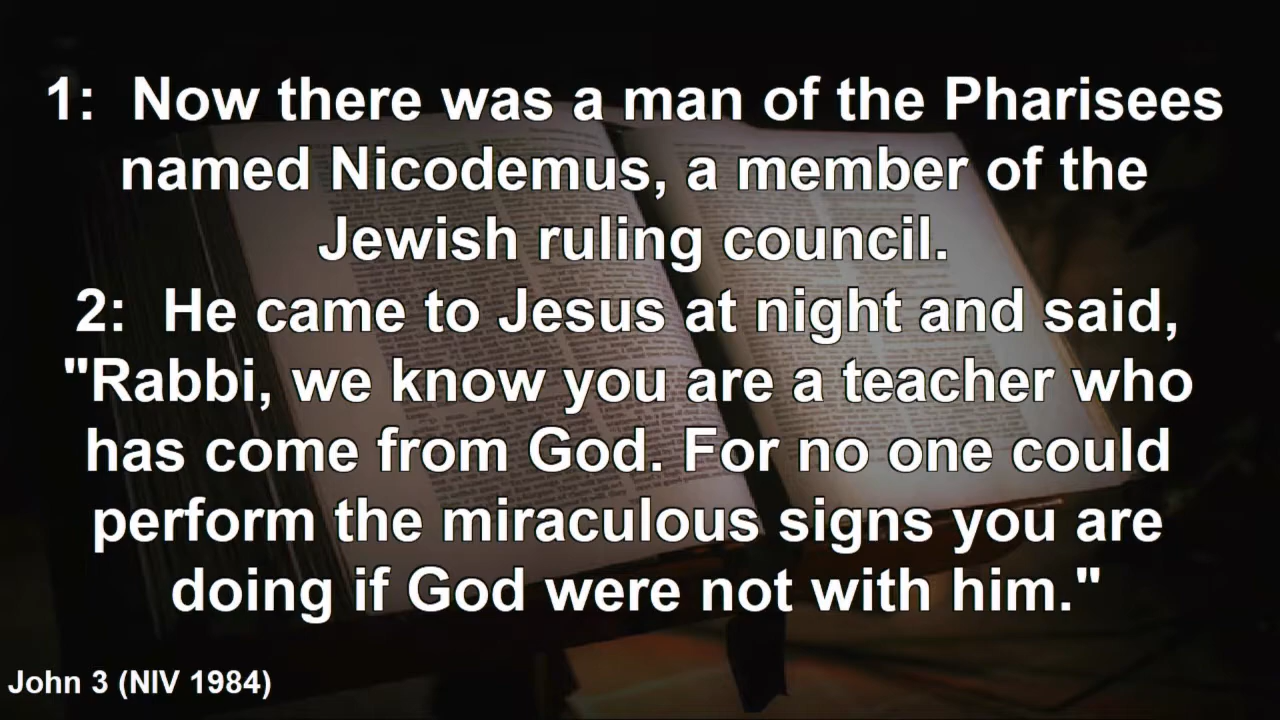 1:  Now there was a man of the Pharisees
named Nicodemus, a member of the
Jewish ruling council.
2:  He came to Jesus at night and said,
"Rabbi, we know you are a teacher who
has come from God. For no one could
perform the miraculous signs you are
doing if God were not with him."
John 3 (NIV 1984)